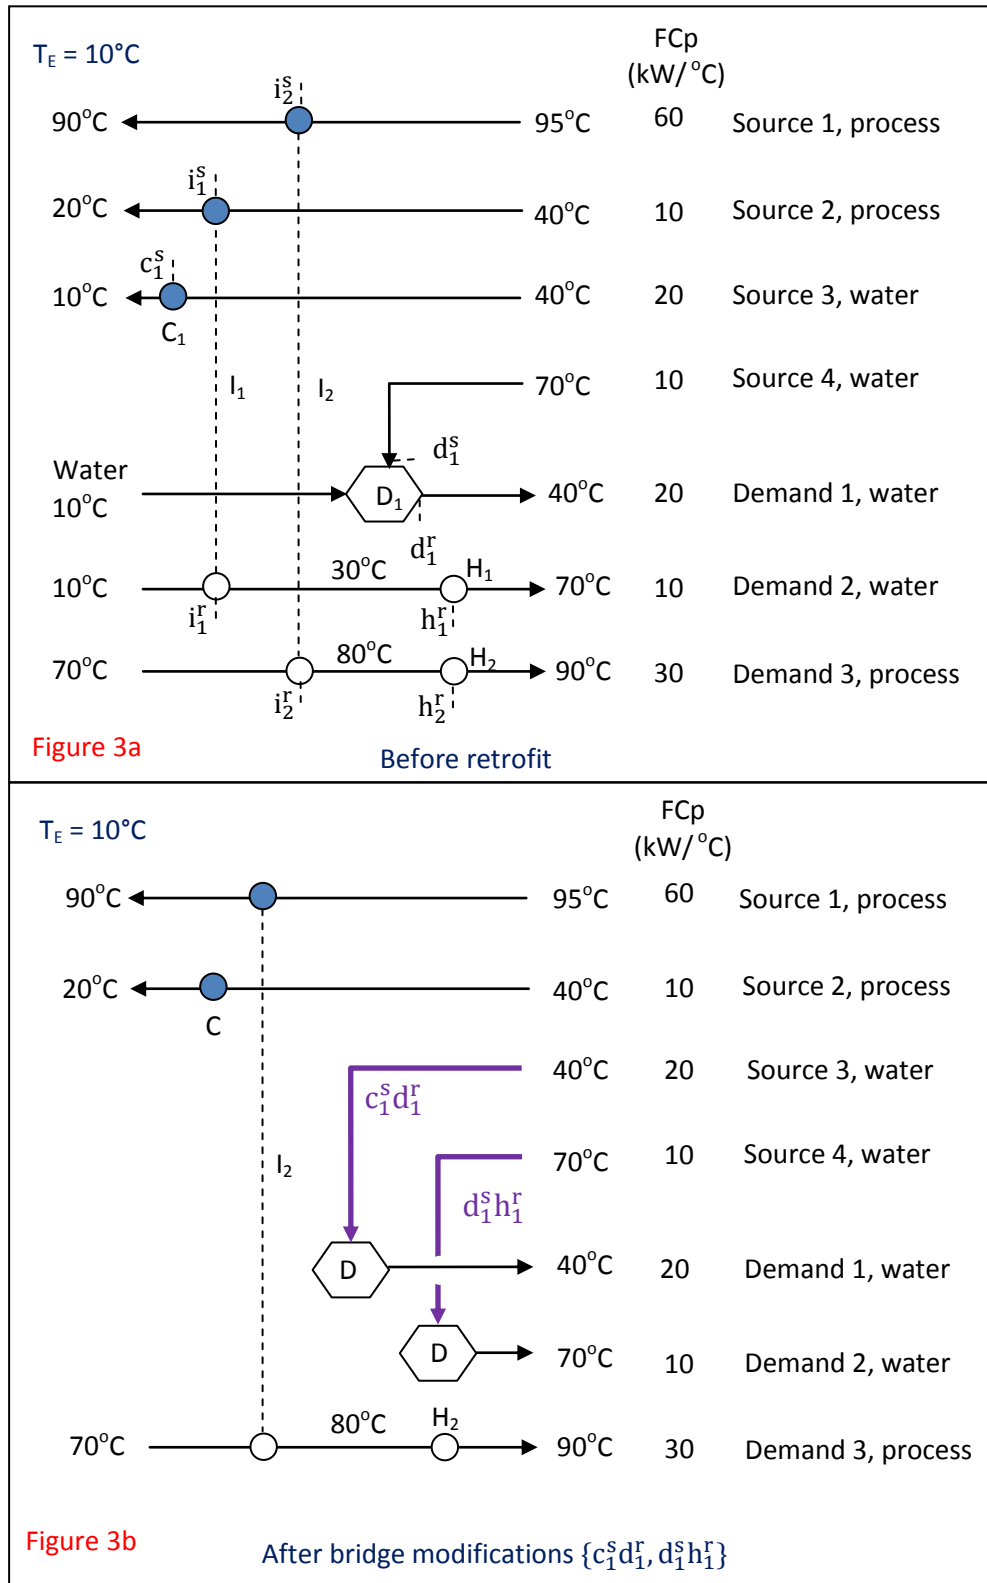 T_E = 10°C
FCp
(kW/ °C)
i₂ˢ
90°C 95°C 60 Source 1, process
i₁ˢ
20°C 40°C 10 Source 2, process
c₁ˢ
10°C 40°C 20 Source 3, water
C₁
I₁ I₂ 70°C 10 Source 4, water
d₁ˢ
Water
10°C D₁ 40°C 20 Demand 1, water
d₁ʳ
10°C 30°C H₁ 70°C 10 Demand 2, water
i₁ʳ h₁ʳ
70°C 80°C H₂ 90°C 30 Demand 3, process
i₂ʳ h₂ʳ
Figure 3a Before retrofit
FCp
T_E = 10°C
(kW/ °C)
90°C 95°C 60 Source 1, process
20°C 40°C 10 Source 2, process
C
40°C 20 Source 3, water
c₁ˢd₁ʳ
I₂ 70°C 10 Source 4, water
d₁ˢh₁ʳ
D 40°C 20 Demand 1, water
D 70°C 10 Demand 2, water
70°C 80°C H₂ 90°C 30 Demand 3, process
Figure 3b After bridge modifications {c₁ˢd₁ʳ, d₁ˢh₁ʳ}